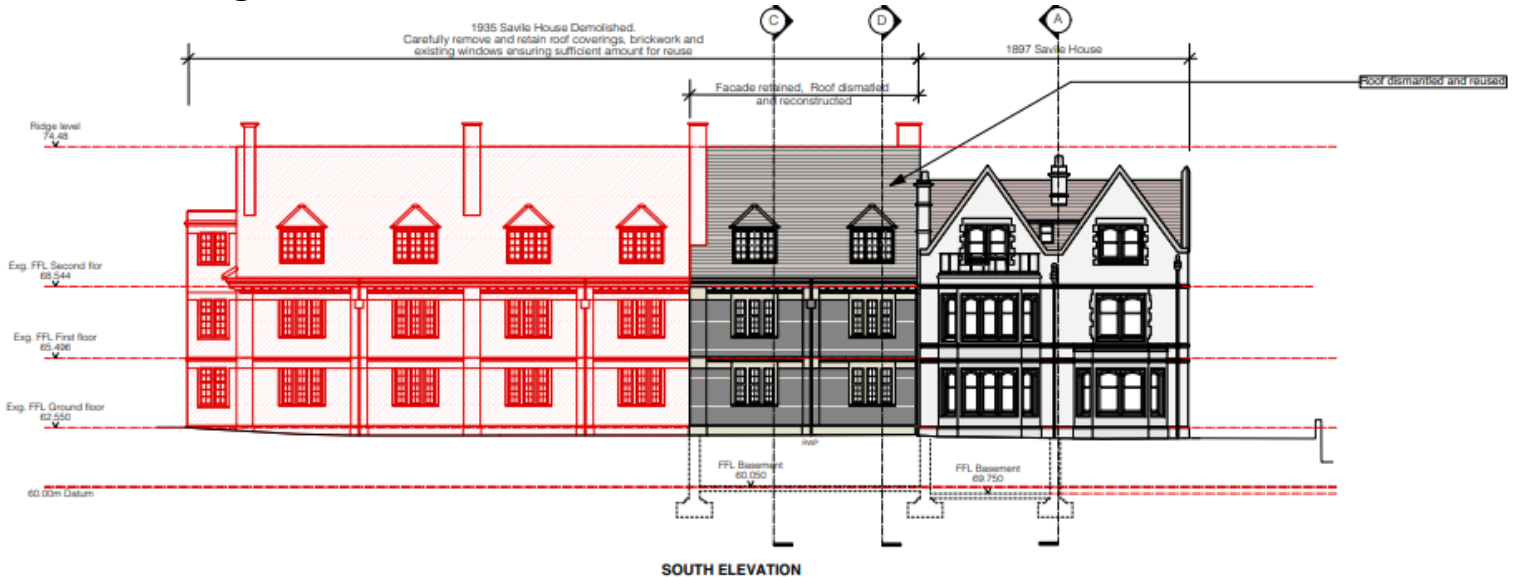 1935 Savile House Demolished.
Carefully remove and retain roof coverings, brickwork and
existing windows ensuring sufficient amount for reuse
C
D
A
1897 Savile House
Facade retained, Roof dismatled
and reconstructed
Roof dismantled and reused
Ridge level
74.48
Exg. FFL Second flor
68.544
Exg. FFL First floor
65.496
Exg. FFL Ground floor
62.550
RWP
FFL Basement
60.050
FFL Basement
69.750
60.00m Datum
SOUTH ELEVATION